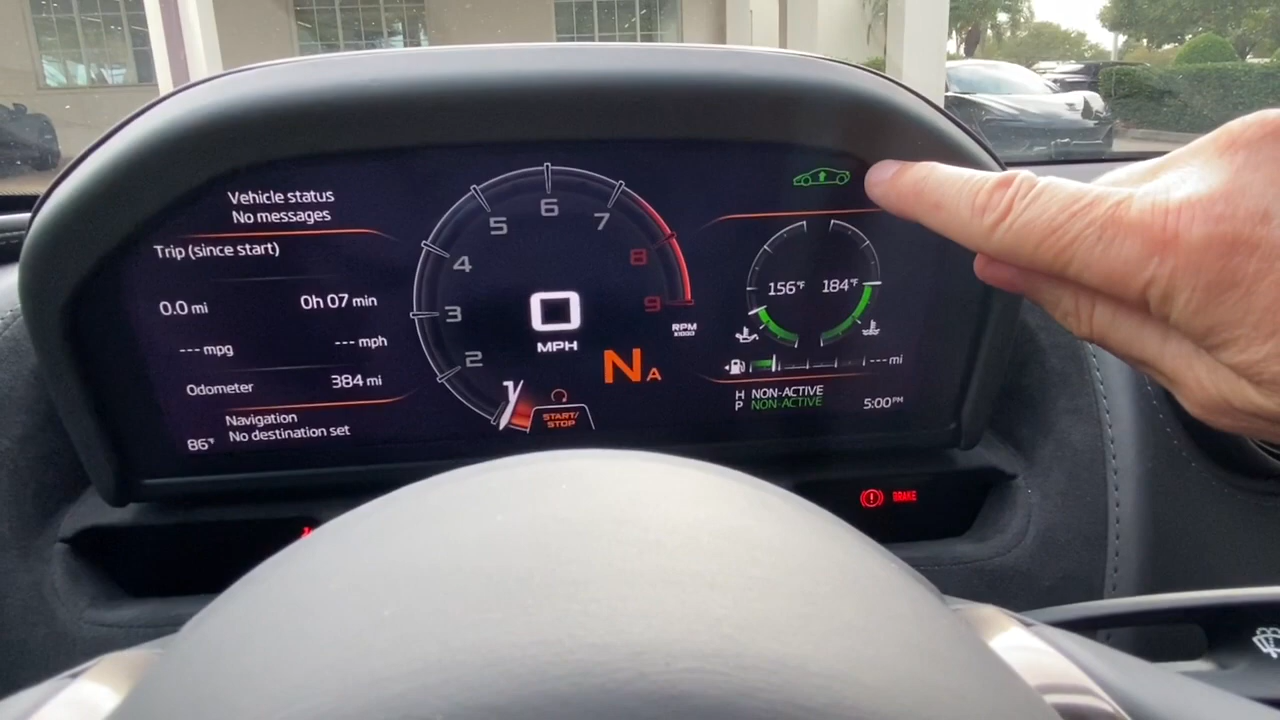 Vehicle status
No messages
Trip (since start)
0.0 mi
0h 07 min
--- mpg
--- mph
Odometer
384 mi
Navigation
No destination set
86°F
1
2
3
4
5
6
7
8
9
0
MPH
RPM
x1000
N A
START/
STOP
156°F
184°F
--- mi
H NON-ACTIVE
P NON-ACTIVE
5:00 PM
BRAKE